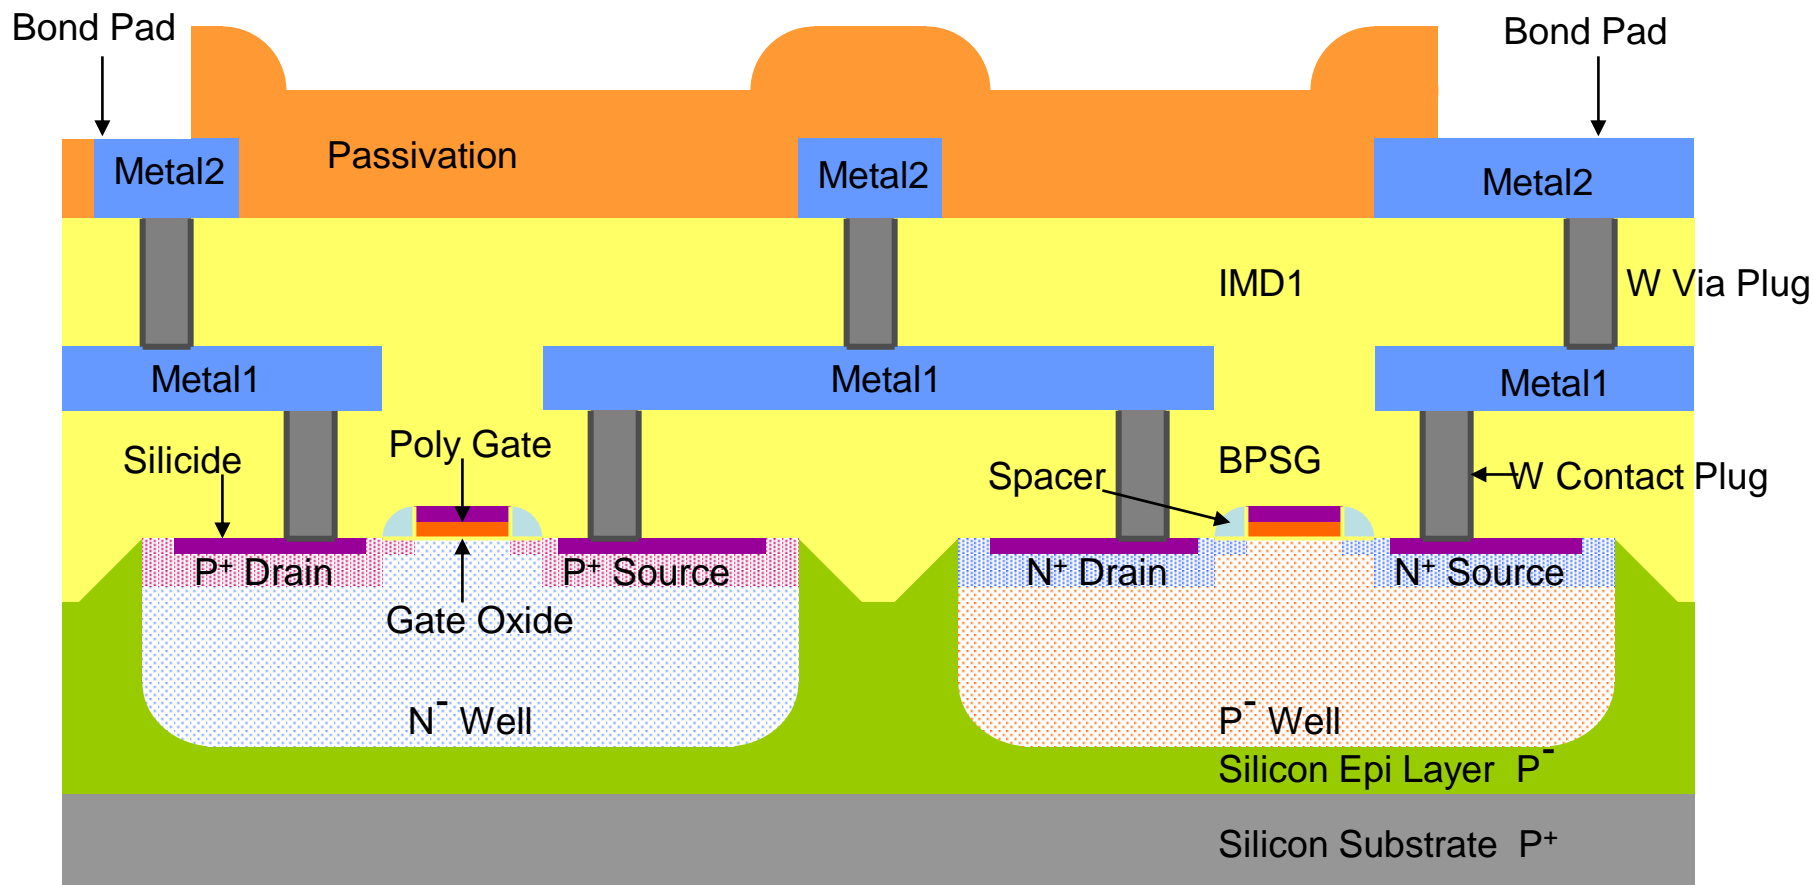 Bond Pad
Bond Pad
Passivation
Metal2
Metal2
Metal2
IMD1
W Via Plug
Metal1
Metal1
Metal1
Silicide
Poly Gate
Spacer
BPSG
W Contact Plug
P⁺ Drain
P⁺ Source
N⁺ Drain
N⁺ Source
Gate Oxide
N⁻ Well
P⁻ Well
Silicon Epi Layer P⁻
Silicon Substrate P⁺